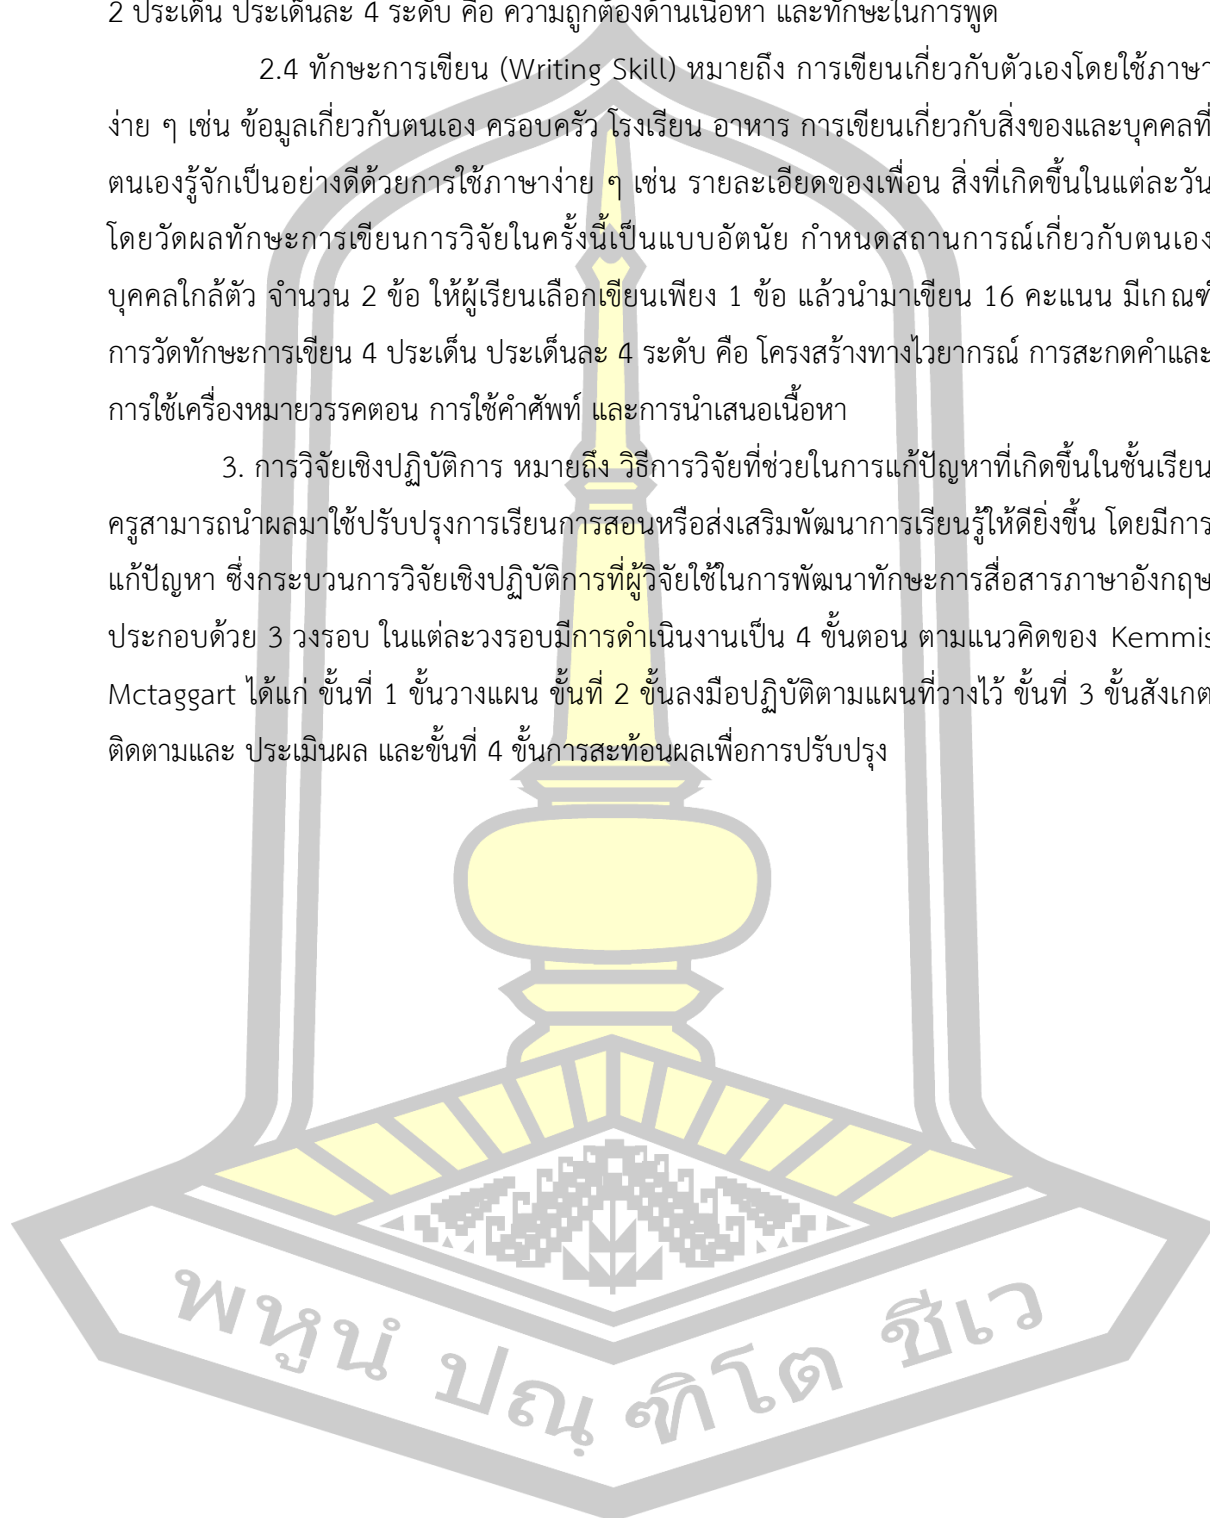 2 ประเด็น ประเด็นละ 4 ระดับ คือ ความถูกต้องด้านเนื้อหา และทักษะในการพูด
2.4 ทักษะการเขียน (Writing Skill) หมายถึง การเขียนเกี่ยวกับตัวเองโดยใช้ภาษา
ง่าย ๆ เช่น ข้อมูลเกี่ยวกับตนเอง ครอบครัว โรงเรียน อาหาร การเขียนเกี่ยวกับสิ่งของและบุคคลที่
ตนเองรู้จักเป็นอย่างดีด้วยการใช้ภาษาง่าย ๆ เช่น รายละเอียดของเพื่อน สิ่งที่เกิดขึ้นในแต่ละวัน
โดยวัดผลทักษะการเขียนการวิจัยในครั้งนี้เป็นแบบอัตนัย กำหนดสถานการณ์เกี่ยวกับตนเอง
บุคคลใกล้ตัว จำนวน 2 ข้อ ให้ผู้เรียนเลือกเขียนเพียง 1 ข้อ แล้วนำมาเขียน 16 คะแนน มีเกณฑ์
การวัดทักษะการเขียน 4 ประเด็น ประเด็นละ 4 ระดับ คือ โครงสร้างทางไวยากรณ์ การสะกดคำและ
การใช้เครื่องหมายวรรคตอน การใช้คำศัพท์ และการนำเสนอเนื้อหา
3. การวิจัยเชิงปฏิบัติการ หมายถึง วิธีการวิจัยที่ช่วยในการแก้ปัญหาที่เกิดขึ้นในชั้นเรียน
ครูสามารถนำผลมาใช้ปรับปรุงการเรียนการสอนหรือส่งเสริมพัฒนาการเรียนรู้ให้ดียิ่งขึ้น โดยมีการ
แก้ปัญหา ซึ่งกระบวนการวิจัยเชิงปฏิบัติการที่ผู้วิจัยใช้ในการพัฒนาทักษะการสื่อสารภาษาอังกฤษ
ประกอบด้วย 3 วงรอบ ในแต่ละวงรอบมีการดำเนินงานเป็น 4 ขั้นตอน ตามแนวคิดของ Kemmis
Mctaggart ได้แก่ ขั้นที่ 1 ขั้นวางแผน ขั้นที่ 2 ขั้นลงมือปฏิบัติตามแผนที่วางไว้ ขั้นที่ 3 ขั้นสังเกต
ติดตามและ ประเมินผล และขั้นที่ 4 ขั้นการสะท้อนผลเพื่อการปรับปรุง
พหูนํ ปณฺฑิโต ชีเว